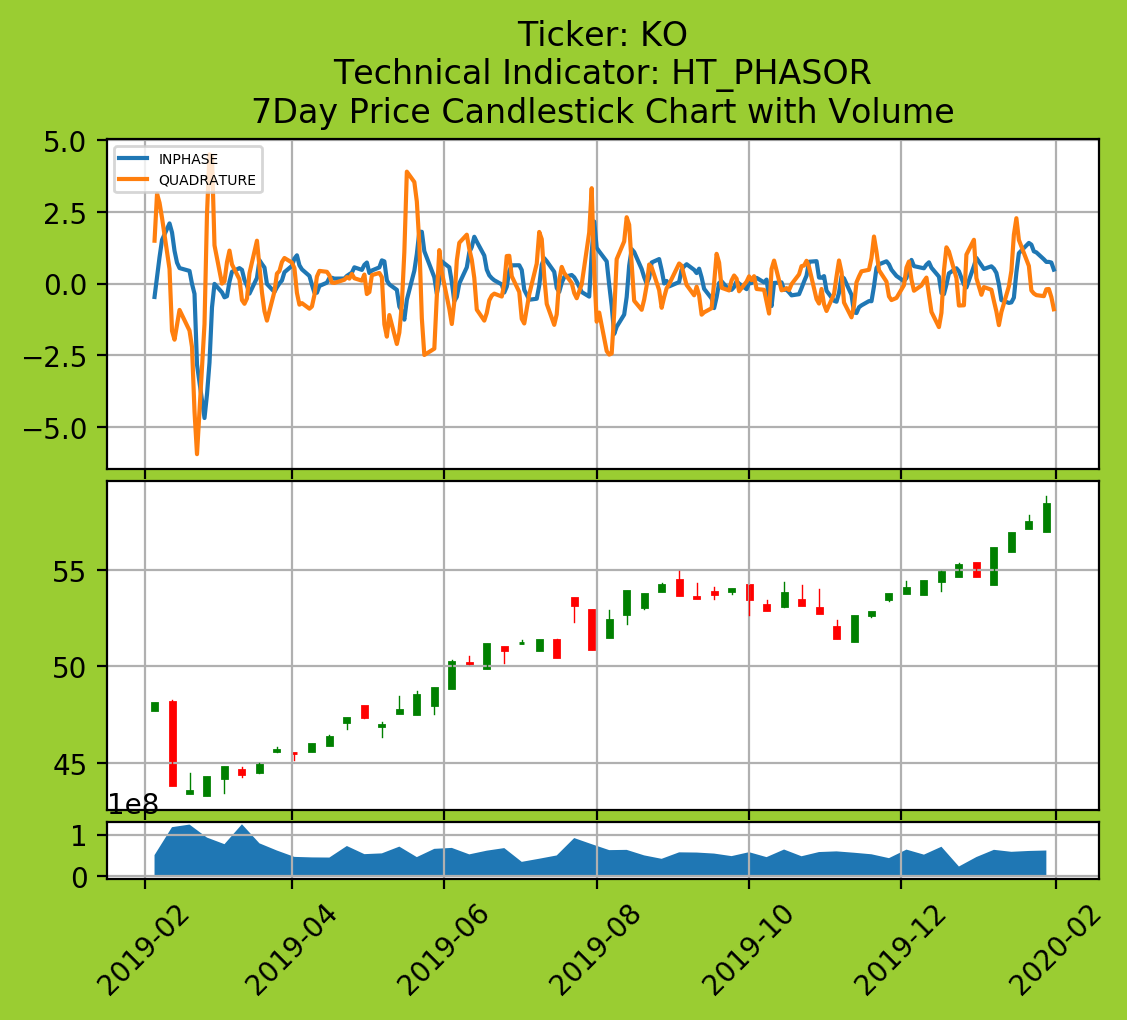 Ticker: KO
Technical Indicator: HT_PHASOR
7Day Price Candlestick Chart with Volume
INPHASE
QUADRATURE
5.0
2.5
0.0
−2.5
−5.0
55
50
45
1e8
1
0
2019-02
2019-04
2019-06
2019-08
2019-10
2019-12
2020-02